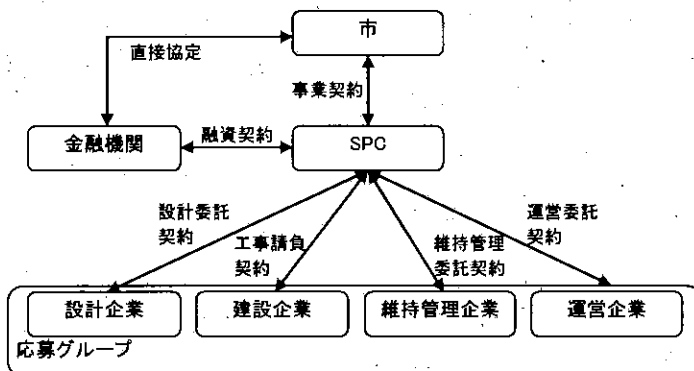 市
直接協定
事業契約
金融機関
融資契約
SPC
設計委託
契約
工事請負
契約
維持管理
委託契約
運営委託
契約
設計企業
建設企業
維持管理企業
運営企業
応募グループ